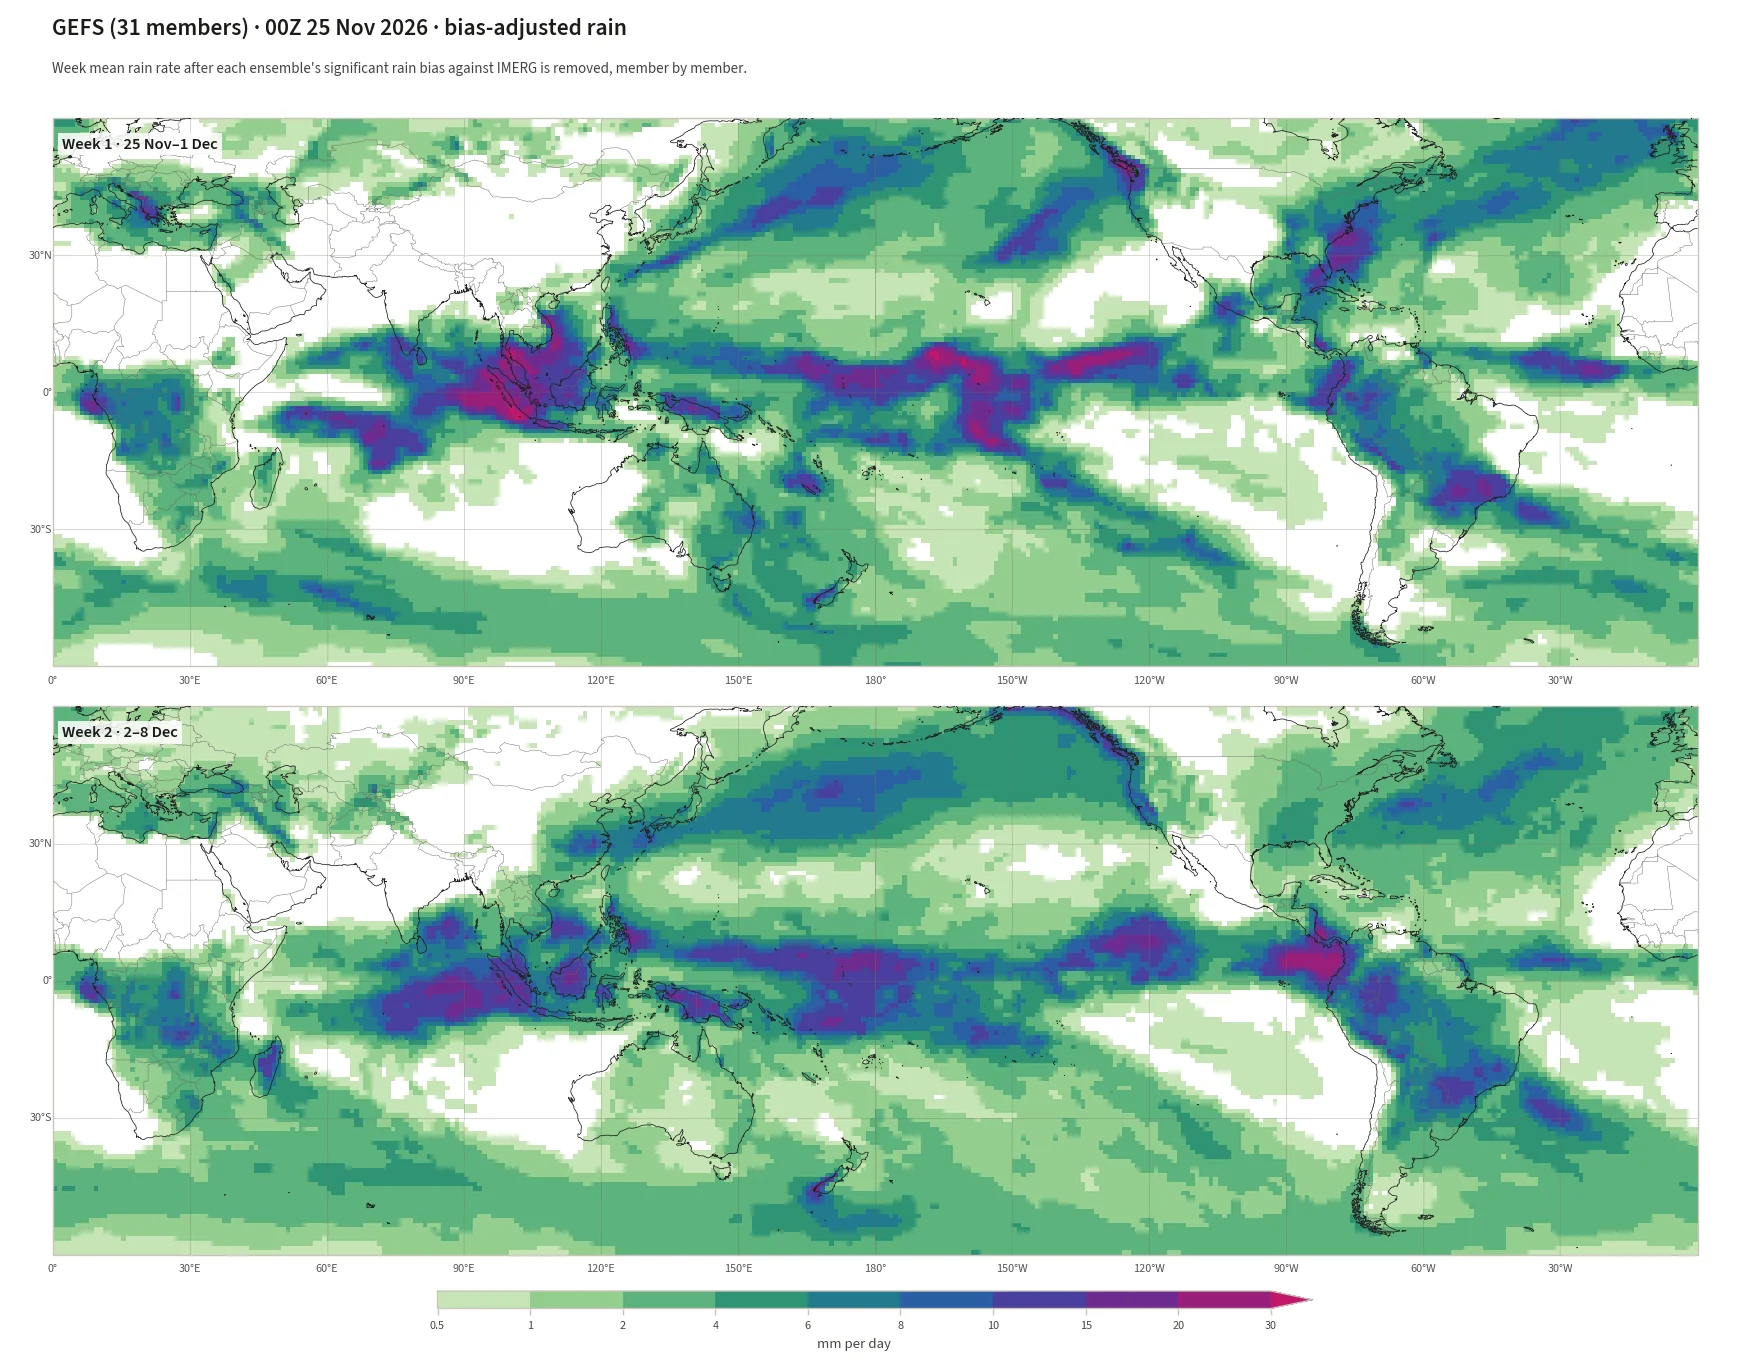 GEFS (31 members) · 00Z 25 Nov 2026 · bias-adjusted rain
Week mean rain rate after each ensemble's significant rain bias against IMERG is removed, member by member.
Week 1 · 25 Nov–1 Dec
30°N
0°
30°S
0° 30°E 60°E 90°E 120°E 150°E 180° 150°W 120°W 90°W 60°W 30°W
Week 2 · 2–8 Dec
30°N
0°
30°S
0° 30°E 60°E 90°E 120°E 150°E 180° 150°W 120°W 90°W 60°W 30°W
0.5 1 2 4 6 8 10 15 20 30
mm per day